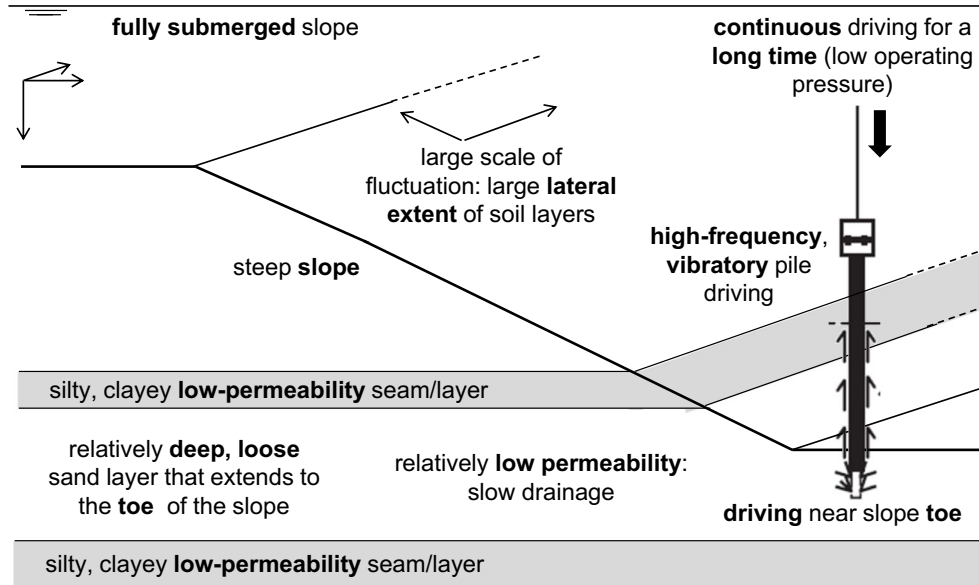 fully submerged slope
continuous driving for a
long time (low operating
pressure)
large scale of
fluctuation: large lateral
extent of soil layers
high-frequency,
vibratory pile
driving
steep slope
silty, clayey low-permeability seam/layer
relatively deep, loose
sand layer that extends to
the toe of the slope
relatively low permeability:
slow drainage
driving near slope toe
silty, clayey low-permeability seam/layer